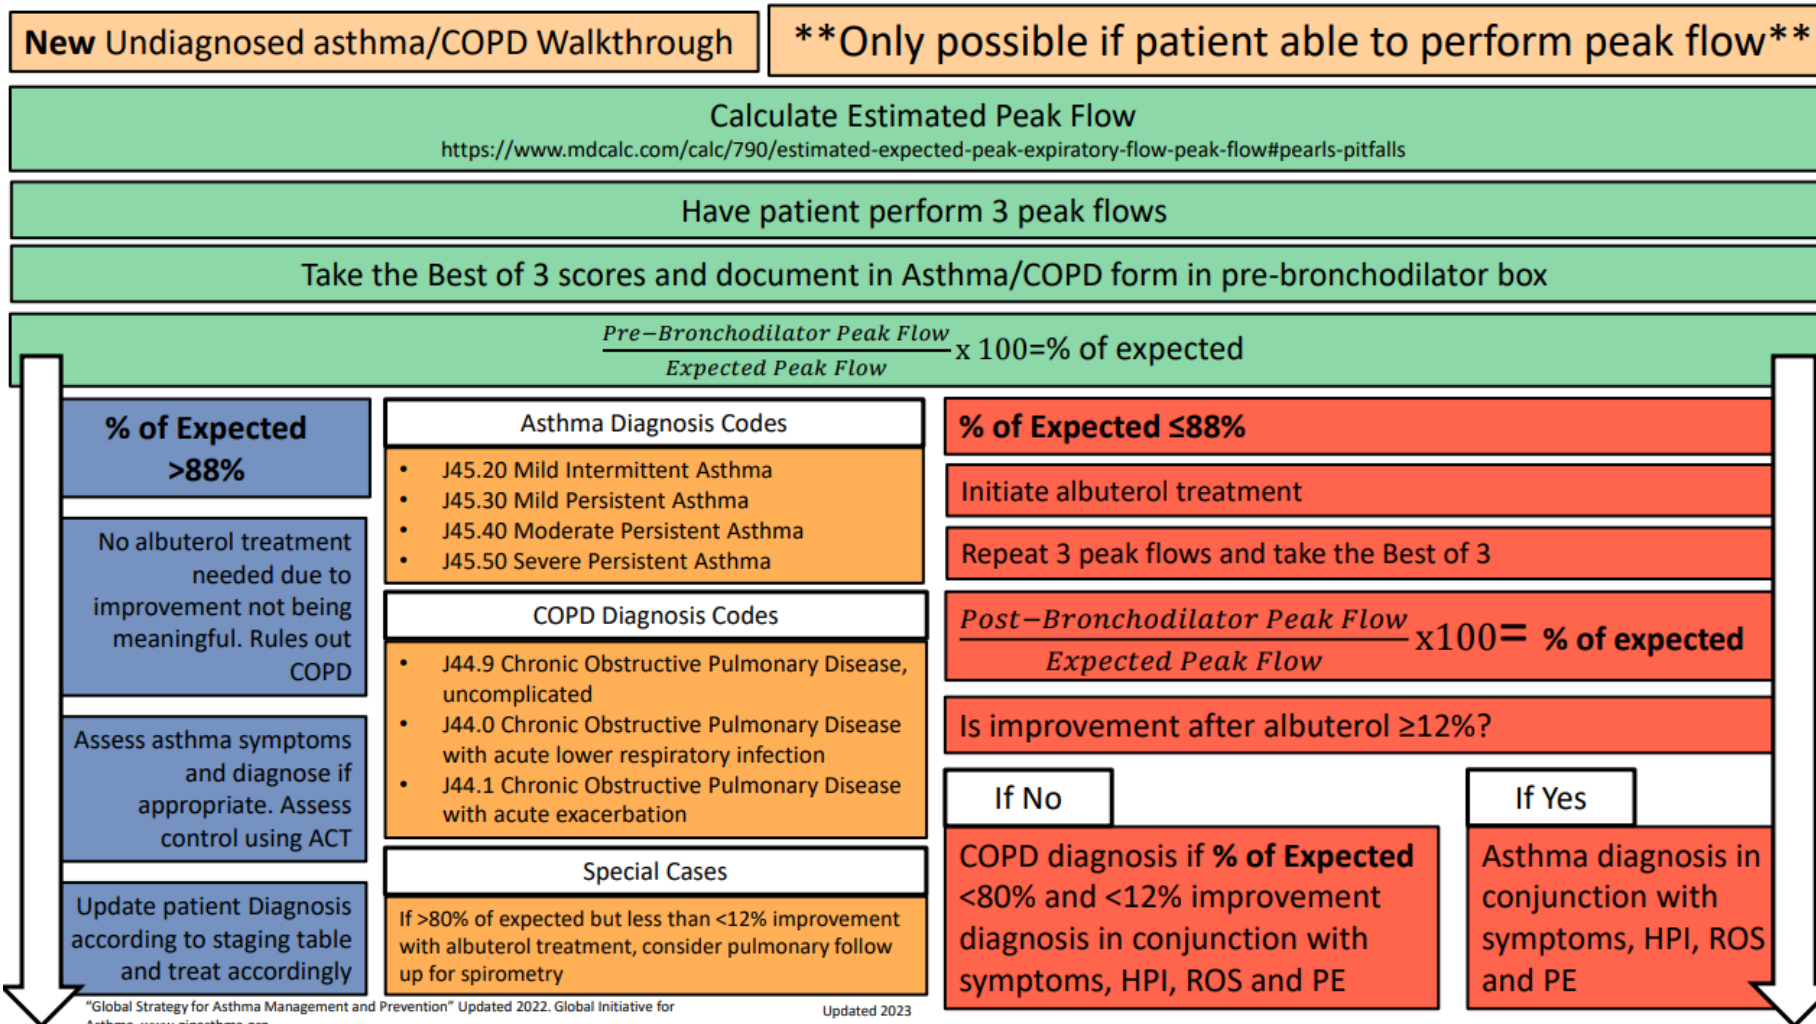 New Undiagnosed asthma/COPD Walkthrough
**Only possible if patient able to perform peak flow**
Calculate Estimated Peak Flow
https://www.mdcalc.com/calc/790/estimated-expected-peak-expiratory-flow-peak-flow#pearls-pitfalls
Have patient perform 3 peak flows
Take the Best of 3 scores and document in Asthma/COPD form in pre-bronchodilator box
Pre−Bronchodilator Peak Flow
Expected Peak Flow
x 100=% of expected
% of Expected
>88%
No albuterol treatment
needed due to
improvement not being
meaningful. Rules out
COPD
Assess asthma symptoms
and diagnose if
appropriate. Assess
control using ACT
Update patient Diagnosis
according to staging table
and treat accordingly
Asthma Diagnosis Codes
• J45.20 Mild Intermittent Asthma
• J45.30 Mild Persistent Asthma
• J45.40 Moderate Persistent Asthma
• J45.50 Severe Persistent Asthma
COPD Diagnosis Codes
• J44.9 Chronic Obstructive Pulmonary Disease,
uncomplicated
• J44.0 Chronic Obstructive Pulmonary Disease
with acute lower respiratory infection
• J44.1 Chronic Obstructive Pulmonary Disease
with acute exacerbation
Special Cases
If >80% of expected but less than <12% improvement
with albuterol treatment, consider pulmonary follow
up for spirometry
% of Expected ≤88%
Initiate albuterol treatment
Repeat 3 peak flows and take the Best of 3
Post−Bronchodilator Peak Flow
Expected Peak Flow
x100= % of expected
Is improvement after albuterol ≥12%?
If No
COPD diagnosis if % of Expected
<80% and <12% improvement
diagnosis in conjunction with
symptoms, HPI, ROS and PE
If Yes
Asthma diagnosis in
conjunction with
symptoms, HPI, ROS
and PE
"Global Strategy for Asthma Management and Prevention" Updated 2022. Global Initiative for
Updated 2023